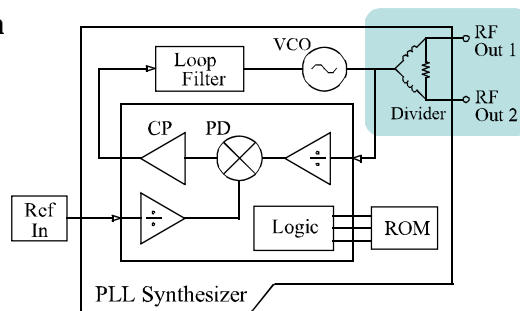 n
VCO
RF
Out 1
Loop
Filter
RF
Out 2
Divider
CP
PD
÷
÷
Ref
In
Logic
ROM
PLL Synthesizer